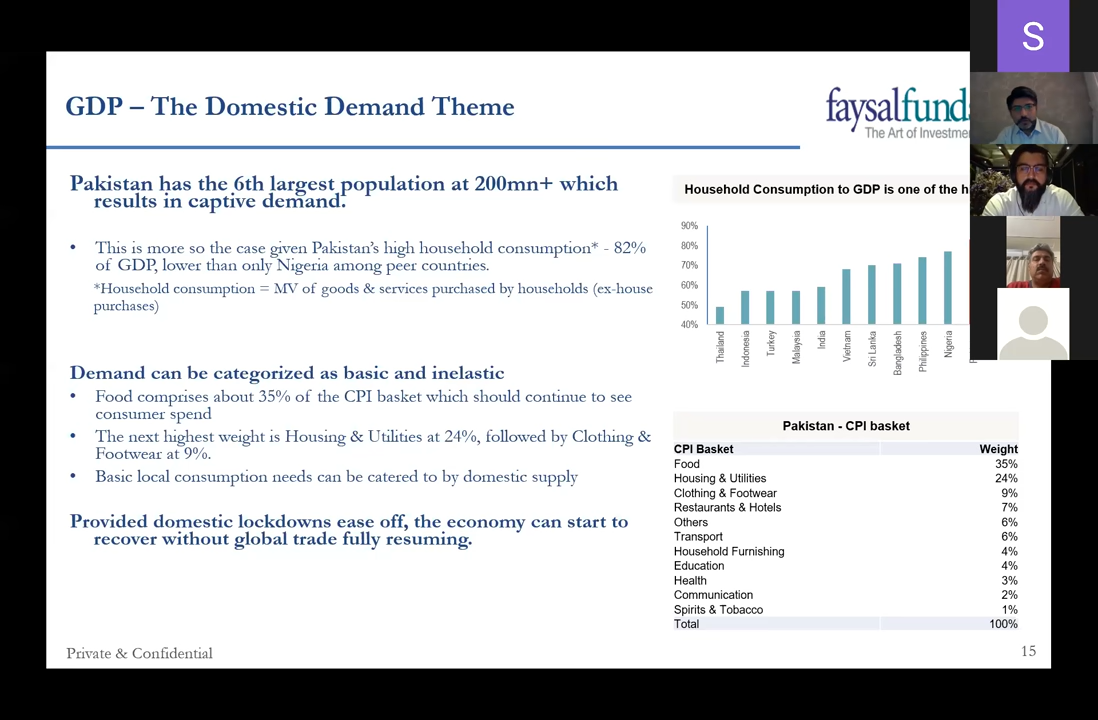 S
GDP – The Domestic Demand Theme
faysalfund
The Art of Investmen
Pakistan has the 6th largest population at 200mn+ which
results in captive demand.
• This is more so the case given Pakistan’s high household consumption* - 82%
of GDP, lower than only Nigeria among peer countries.
*Household consumption = MV of goods & services purchased by households (ex-house
purchases)
Demand can be categorized as basic and inelastic
• Food comprises about 35% of the CPI basket which should continue to see
consumer spend
• The next highest weight is Housing & Utilities at 24%, followed by Clothing &
Footwear at 9%.
• Basic local consumption needs can be catered to by domestic supply
Provided domestic lockdowns ease off, the economy can start to
recover without global trade fully resuming.
Household Consumption to GDP is one of the h
90%
80%
70%
60%
50%
40%
Thailand
Indonesia
Turkey
Malaysia
India
Vietnam
Sri Lanka
Bangladesh
Philippines
Nigeria
Pakistan - CPI basket
CPI Basket Weight
Food 35%
Housing & Utilities 24%
Clothing & Footwear 9%
Restaurants & Hotels 7%
Others 6%
Transport 6%
Household Furnishing 4%
Education 4%
Health 3%
Communication 2%
Spirits & Tobacco 1%
Total 100%
Private & Confidential
15